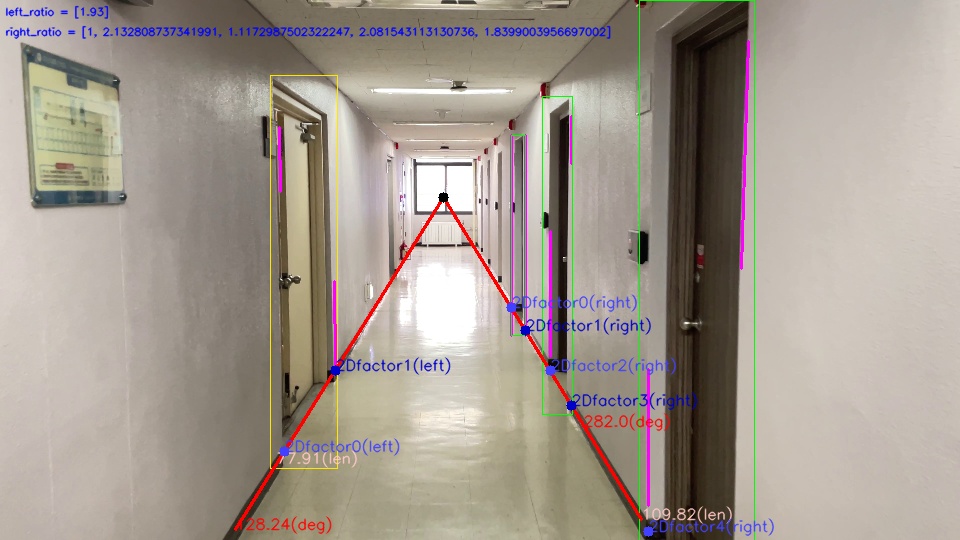 left_ratio = [1.93]
right_ratio = [1, 2.132808737341991, 1.1172987502322247, 2.081543113130736, 1.8399003956697002]
2Dfactor0(right)
2Dfactor1(right)
2Dfactor1(left)
2Dfactor2(right)
2Dfactor3(right)
282.0(deg)
2Dfactor0(left)
7.91(len)
109.82(len)
28.24(deg)
2Dfactor4(right)